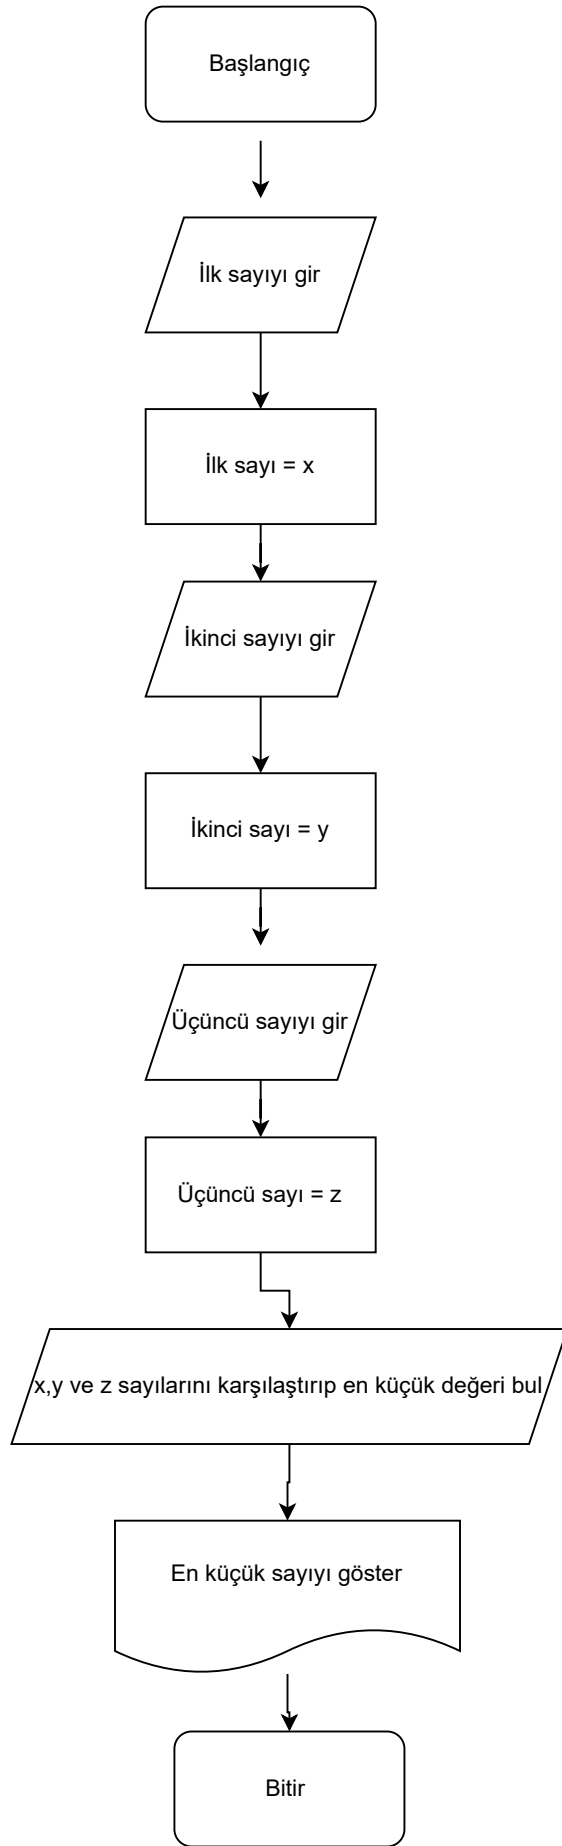 Başlangıç
İlk sayıyı gir
İlk sayı = x
İkinci sayıyı gir
İkinci sayı = y
Üçüncü sayıyı gir
Üçüncü sayı = z
x,y ve z sayılarını karşılaştırıp en küçük değeri bul
En küçük sayıyı göster
Bitir